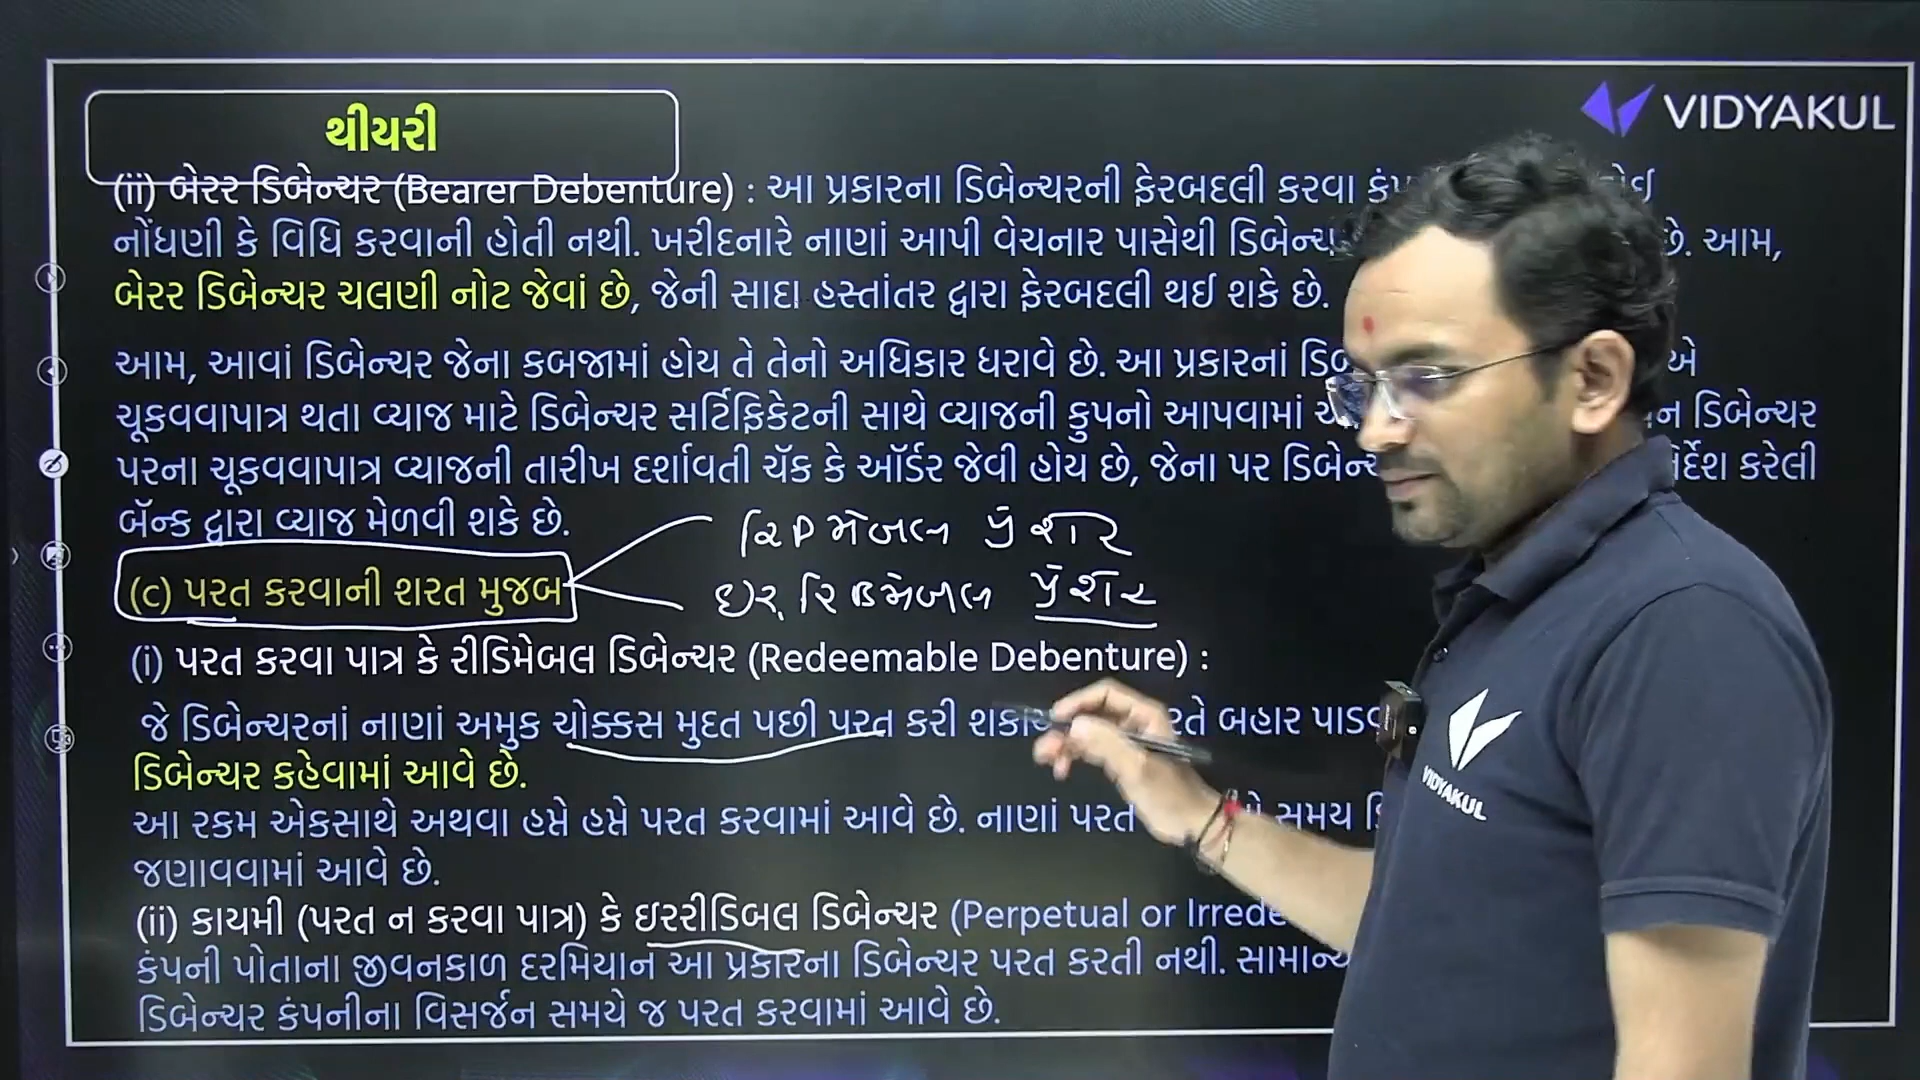 થીયરી
VIDYAKUL
(ii) બેરર ડિબેન્ચર (Bearer Debenture) : આ પ્રકારના ડિબેન્ચરની ફેરબદલી કરવા
નોંધણી કે વિધિ કરવાની હોતી નથી. ખરીદનારે નાણાં આપી વેચનાર પાસેથી છે. આમ,
બેરર ડિબેન્ચર ચલણી નોટ જેવાં છે, જેની સાદા હસ્તાંતર દ્વારા ફેરબદલી થઈ શકે છે.
આમ, આવાં ડિબેન્ચર જેના કબજામાં હોય તે તેનો અધિકાર ધરાવે છે. આ પ્રકારનાં એ
ચૂકવવાપાત્ર થતા વ્યાજ માટે ડિબેન્ચર સર્ટિફિકેટની સાથે વ્યાજની કુપનો આપવામાં ડિબેન્ચર
પરના ચૂકવવાપાત્ર વ્યાજની તારીખ દર્શાવતી ચૅક કે ઑર્ડર જેવી હોય છે, જેના પર કરેલી
બૅન્ક દ્વારા વ્યાજ મેળવી શકે છે.
(c) પરત કરવાની શરત મુજબ
પ્રેશર
પ્રેશર
(i) પરત કરવા પાત્ર કે રીડિમેબલ ડિબેન્ચર (Redeemable Debenture) :
જે ડિબેન્ચરનાં નાણાં અમુક ચોક્કસ મુદત પછી પરત કરી બહાર
ડિબેન્ચર કહેવામાં આવે છે.
આ રકમ એકસાથે અથવા હપ્તે હપ્તે પરત કરવામાં આવે છે. નાણાં પરત સમય
જણાવવામાં આવે છે.
(ii) કાયમી (પરત ન કરવા પાત્ર) કે ઇરરીડિબલ ડિબેન્ચર (Perpetual or
કંપની પોતાના જીવનકાળ દરમિયાન આ પ્રકારના ડિબેન્ચર પરત કરતી નથી.
ડિબેન્ચર કંપનીના વિસર્જન સમયે જ પરત કરવામાં આવે છે.
VIDYAKUL